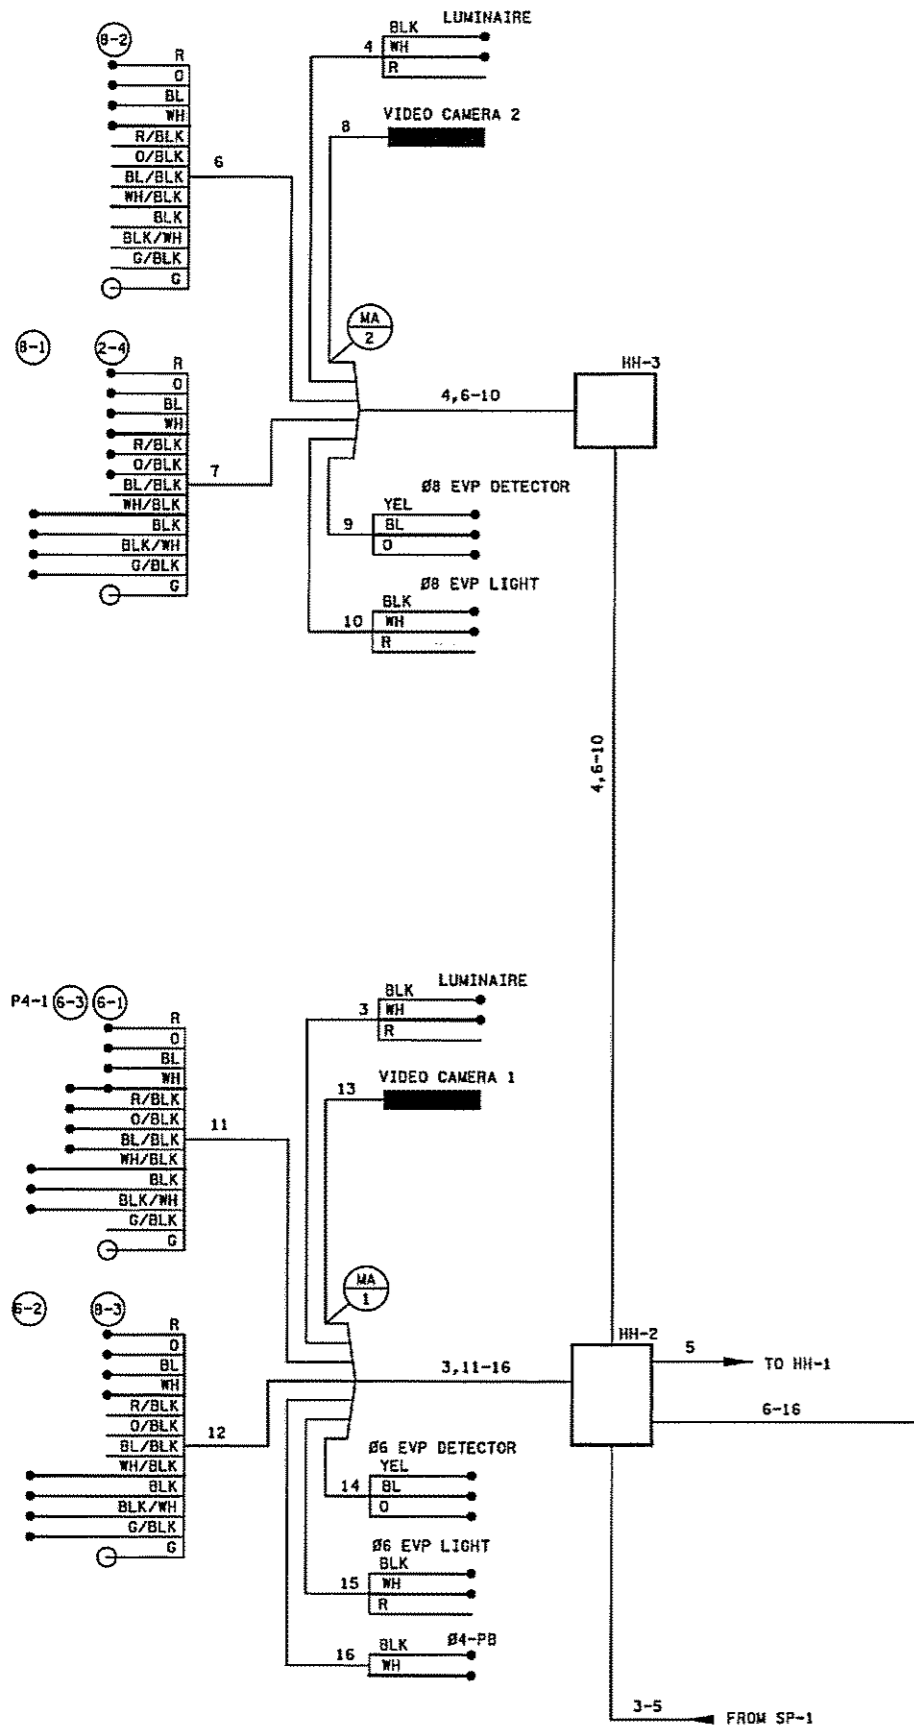 LUMINAIRE
8-2
BLK
4
WH
R
R
O
BL
WH
R/BLK
O/BLK
BL/BLK
WH/BLK
BLK
BLK/WH
G/BLK
G
6
VIDEO CAMERA 2
8
MA
2
8-1
2-4
R
O
BL
WH
R/BLK
O/BLK
BL/BLK
WH/BLK
BLK
BLK/WH
G/BLK
G
7
4,6-10
HH-3
Ø8 EVP DETECTOR
YEL
9
BL
O
Ø8 EVP LIGHT
BLK
10
WH
R
4,6-10
LUMINAIRE
BLK
3
WH
R
P4-1
6-3
6-1
R
O
BL
WH
R/BLK
O/BLK
BL/BLK
WH/BLK
BLK
BLK/WH
G/BLK
G
11
VIDEO CAMERA 1
13
MA
1
6-2
8-3
R
O
BL
WH
R/BLK
O/BLK
BL/BLK
WH/BLK
BLK
BLK/WH
G/BLK
G
12
3,11-16
HH-2
5
TO HH-1
6-16
Ø6 EVP DETECTOR
YEL
14
BL
O
Ø6 EVP LIGHT
BLK
15
WH
R
Ø4-PB
BLK
16
WH
3-5
FROM SP-1